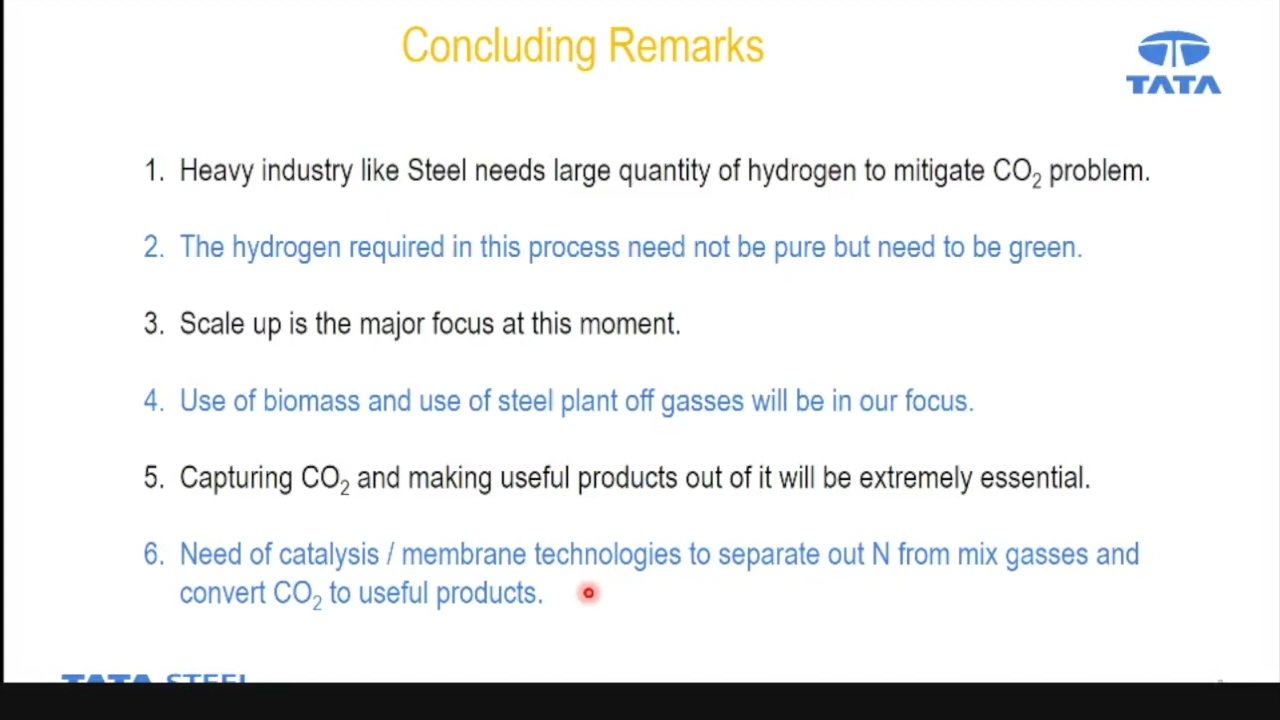 Concluding Remarks
TATA
1. Heavy industry like Steel needs large quantity of hydrogen to mitigate CO₂ problem.
2. The hydrogen required in this process need not be pure but need to be green.
3. Scale up is the major focus at this moment.
4. Use of biomass and use of steel plant off gasses will be in our focus.
5. Capturing CO₂ and making useful products out of it will be extremely essential.
6. Need of catalysis / membrane technologies to separate out N from mix gasses and
convert CO₂ to useful products.
TATA STEEL